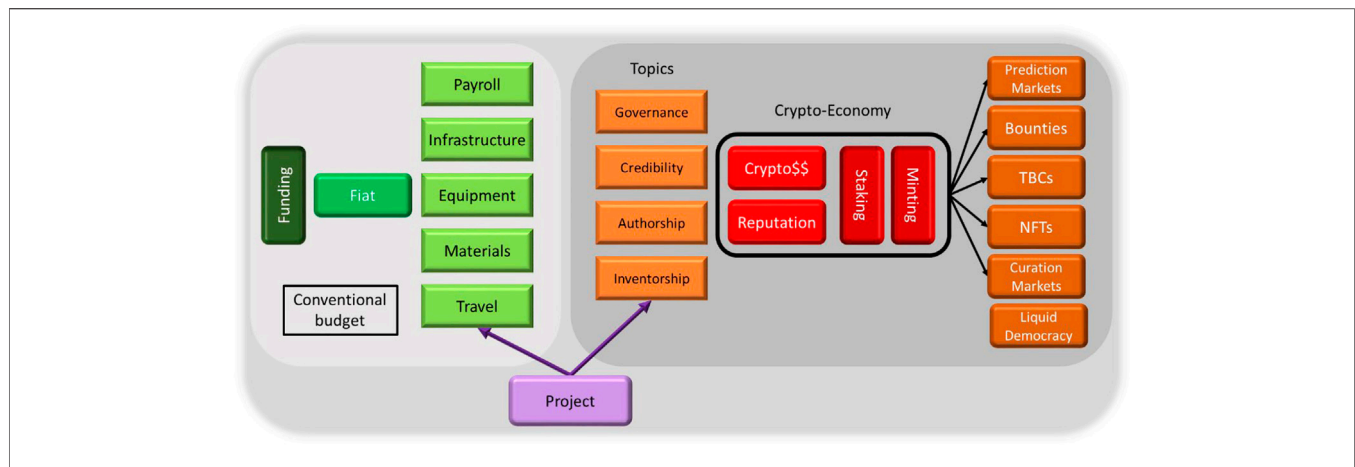 Funding
Fiat
Conventional
budget
Payroll
Infrastructure
Equipment
Materials
Travel
Project
Topics
Governance
Credibility
Authorship
Inventorship
Crypto-Economy
Crypto$$
Reputation
Staking
Minting
Prediction
Markets
Bounties
TBCs
NFTs
Curation
Markets
Liquid
Democracy